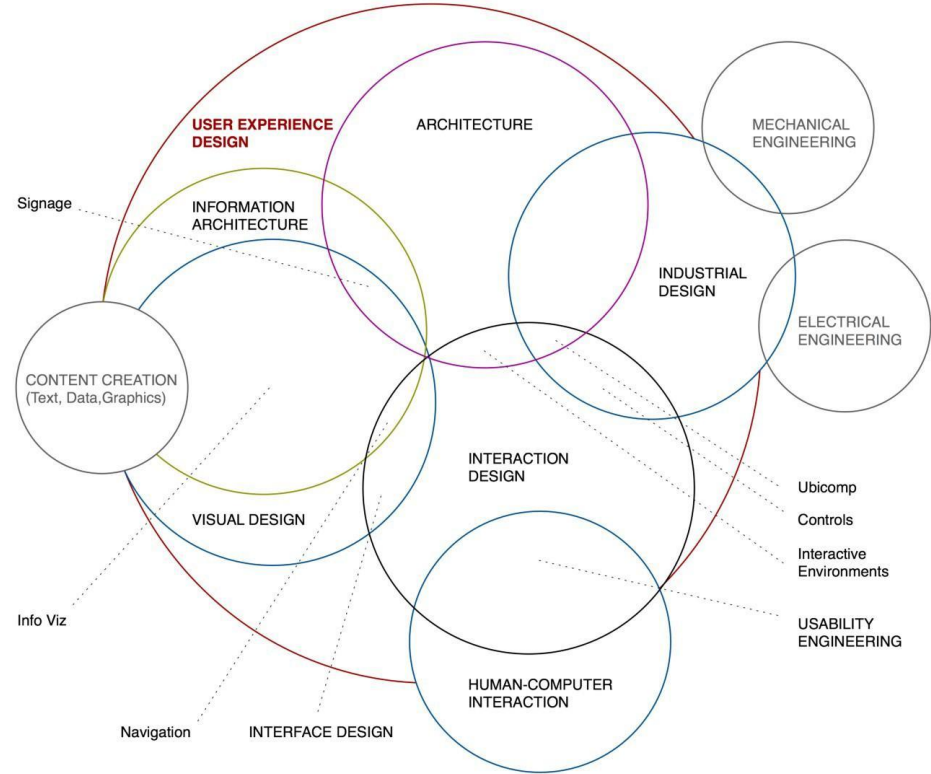 USER EXPERIENCE
DESIGN
ARCHITECTURE
MECHANICAL
ENGINEERING
Signage
INFORMATION
ARCHITECTURE
INDUSTRIAL
DESIGN
ELECTRICAL
ENGINEERING
CONTENT CREATION
(Text, Data,Graphics)
INTERACTION
DESIGN
VISUAL DESIGN
Ubicomp
Controls
Interactive
Environments
Info Viz
USABILITY
ENGINEERING
HUMAN-COMPUTER
INTERACTION
Navigation
INTERFACE DESIGN